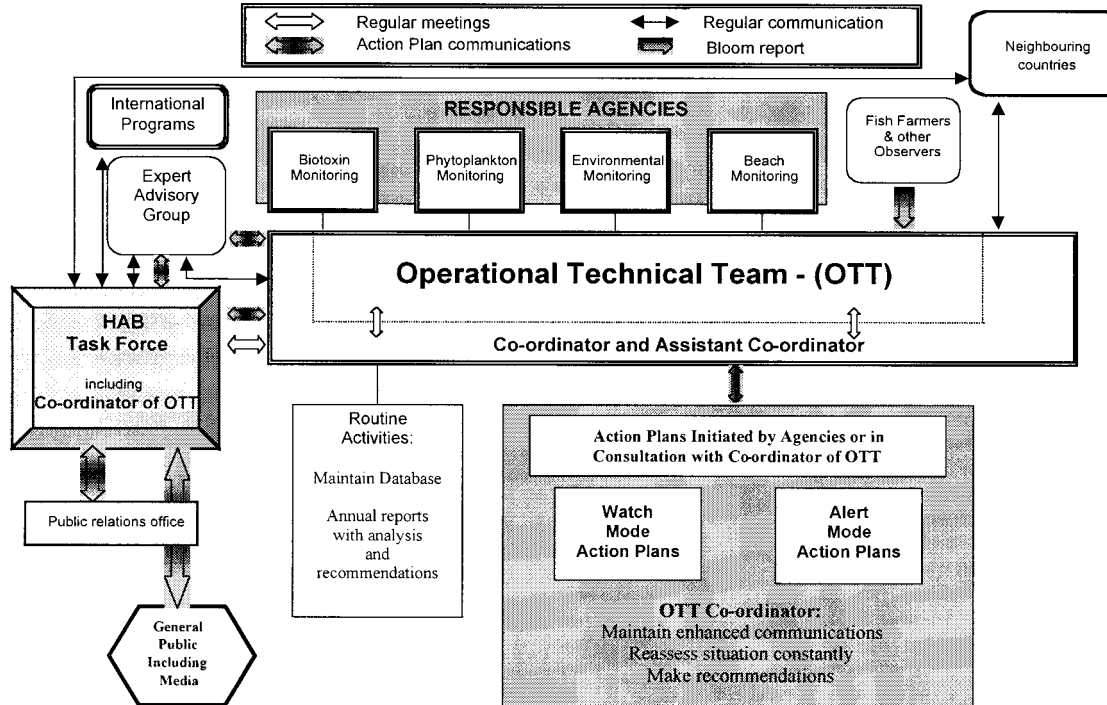 Regular meetings
Regular communication
Action Plan communications
Bloom report
Neighbouring
countries
International
Programs
RESPONSIBLE AGENCIES
Biotoxin
Monitoring
Phytoplankton
Monitoring
Environmental
Monitoring
Beach
Monitoring
Fish Farmers
& other
Observers
Expert
Advisory
Group
Operational Technical Team - (OTT)
Co-ordinator and Assistant Co-ordinator
HAB
Task Force
including
Co-ordinator of OTT
Routine
Activities:
Maintain Database
Annual reports
with analysis
and
recommendations
Action Plans Initiated by Agencies or in
Consultation with Co-ordinator of OTT
Watch
Mode
Action Plans
Alert
Mode
Action Plans
OTT Co-ordinator:
Maintain enhanced communications
Reassess situation constantly
Make recommendations
Public relations office
General
Public
Including
Media